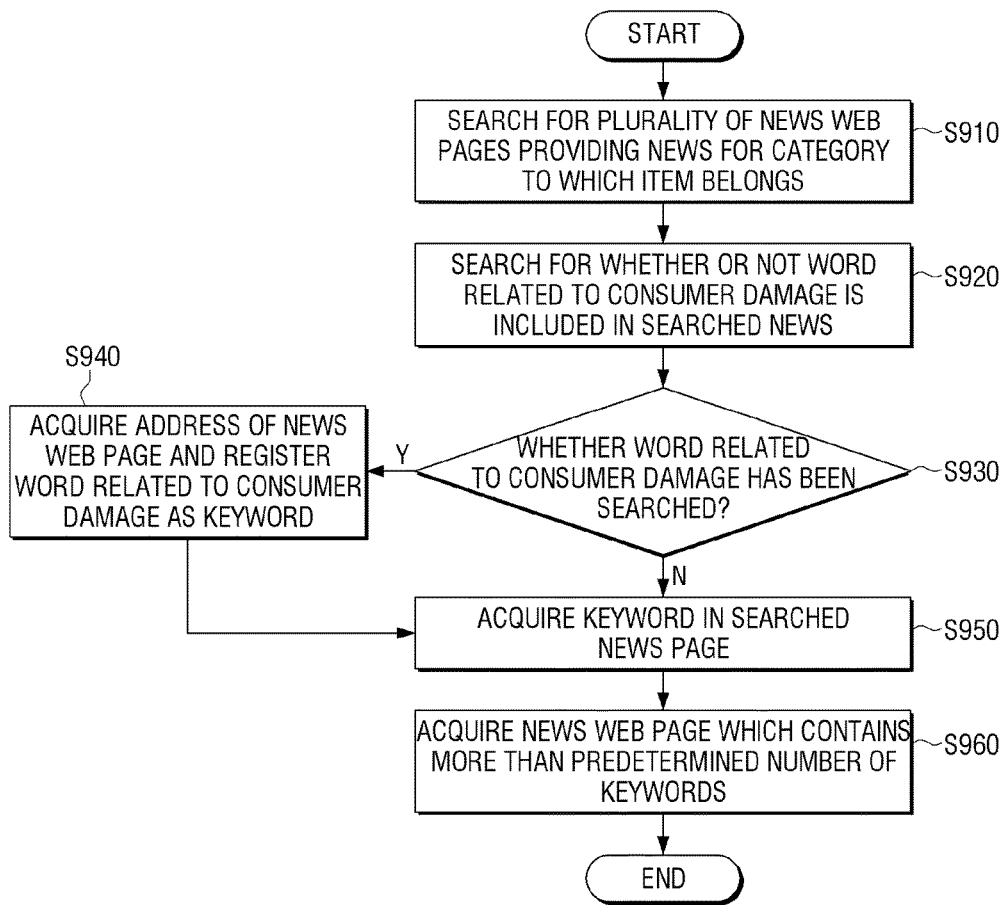 START
SEARCH FOR PLURALITY OF NEWS WEB
PAGES PROVIDING NEWS FOR CATEGORY
TO WHICH ITEM BELONGS
S910
SEARCH FOR WHETHER OR NOT WORD
RELATED TO CONSUMER DAMAGE IS
INCLUDED IN SEARCHED NEWS
S920
S940
ACQUIRE ADDRESS OF NEWS
WEB PAGE AND REGISTER
WORD RELATED TO CONSUMER
DAMAGE AS KEYWORD
Y
WHETHER WORD RELATED
TO CONSUMER DAMAGE HAS BEEN
SEARCHED?
S930
N
ACQUIRE KEYWORD IN SEARCHED
NEWS PAGE
S950
ACQUIRE NEWS WEB PAGE WHICH CONTAINS
MORE THAN PREDETERMINED NUMBER OF
KEYWORDS
S960
END